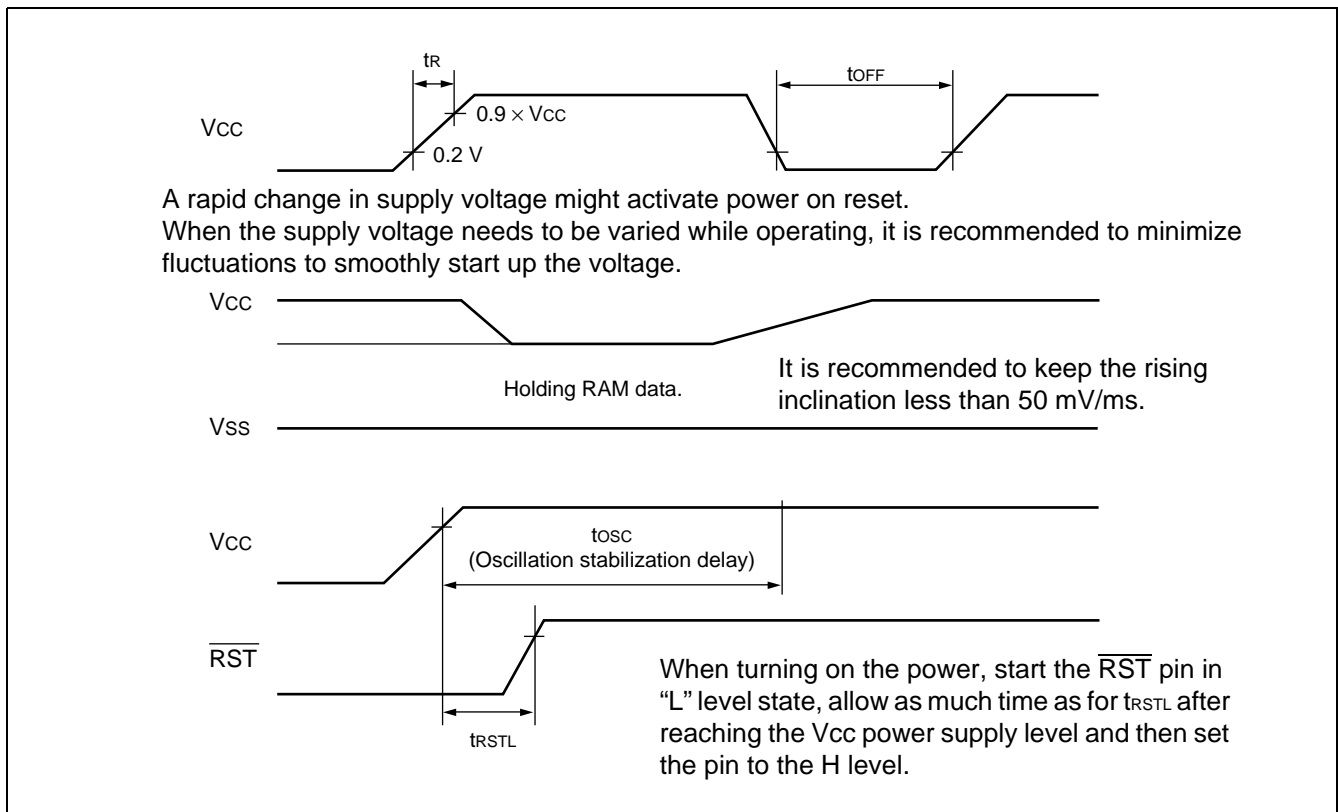 tR
tOFF
VCC
0.9 × VCC
0.2 V
A rapid change in supply voltage might activate power on reset.
When the supply voltage needs to be varied while operating, it is recommended to minimize
fluctuations to smoothly start up the voltage.
VCC
It is recommended to keep the rising
inclination less than 50 mV/ms.
Holding RAM data.
VSS
VCC
tOSC
(Oscillation stabilization delay)
R̅S̅T̅
When turning on the power, start the R̅S̅T̅ pin in
“L” level state, allow as much time as for tRSTL after
reaching the Vcc power supply level and then set
the pin to the H level.
tRSTL